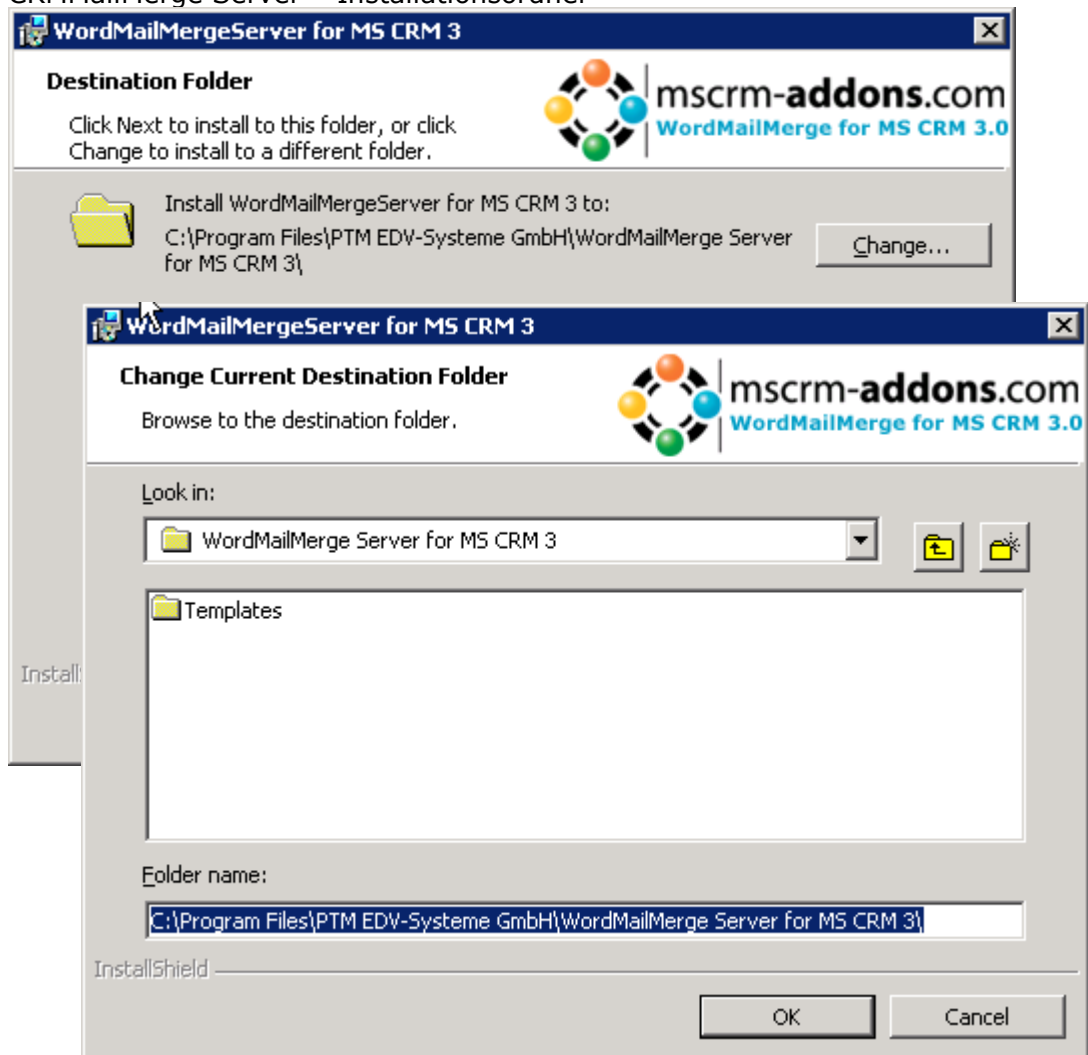 WordMailMergeServer for MS CRM 3
Destination Folder
Click Next to install to this folder, or click
Change to install to a different folder.
mscrm-addons.com
WordMailMerge for MS CRM 3.0
Install WordMailMergeServer for MS CRM 3 to:
C:\Program Files\PTM EDV-Systeme GmbH\WordMailMerge Server
for MS CRM 3\
Change...
WordMailMergeServer for MS CRM 3
Change Current Destination Folder
Browse to the destination folder.
mscrm-addons.com
WordMailMerge for MS CRM 3.0
Look in:
WordMailMerge Server for MS CRM 3
Templates
Folder name:
C:\Program Files\PTM EDV-Systeme GmbH\WordMailMerge Server for MS CRM 3\
InstallShield
OK Cancel